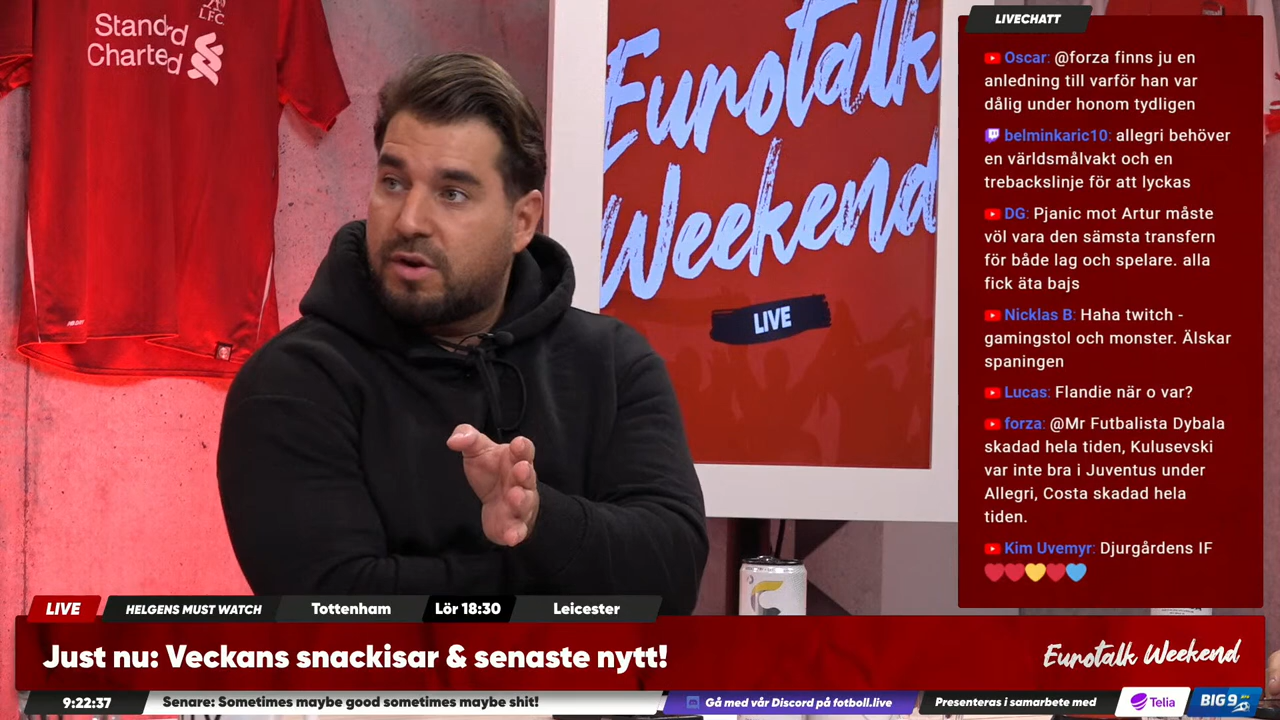 LFC
Standard
Chartered
Eurotalk
Weekend
LIVE
LIVECHATT
Oscar: @forza finns ju en
anledning till varför han var
dålig under honom tydligen
belminkaric10: allegri behöver
en världsmålvakt och en
trebackslinje för att lyckas
DG: Pjanic mot Artur måste
völ vara den sämsta transfern
för både lag och spelare. alla
fick äta bajs
Nicklas B: Haha twitch -
gamingstol och monster. Älskar
spaningen
Lucas: Flandie när o var?
forza: @Mr Futbalista Dybala
skadad hela tiden, Kulusevski
var inte bra i Juventus under
Allegri, Costa skadad hela
tiden.
Kim Uvemyr: Djurgårdens IF
LIVE
HELGENS MUST WATCH
Tottenham
Lör 18:30
Leicester
Just nu: Veckans snackisar & senaste nytt!
Eurotalk Weekend
9:22:37
Senare: Sometimes maybe good sometimes maybe shit!
Gå med vår Discord på fotboll.live
Presenteras i samarbete med
Telia
BIG9